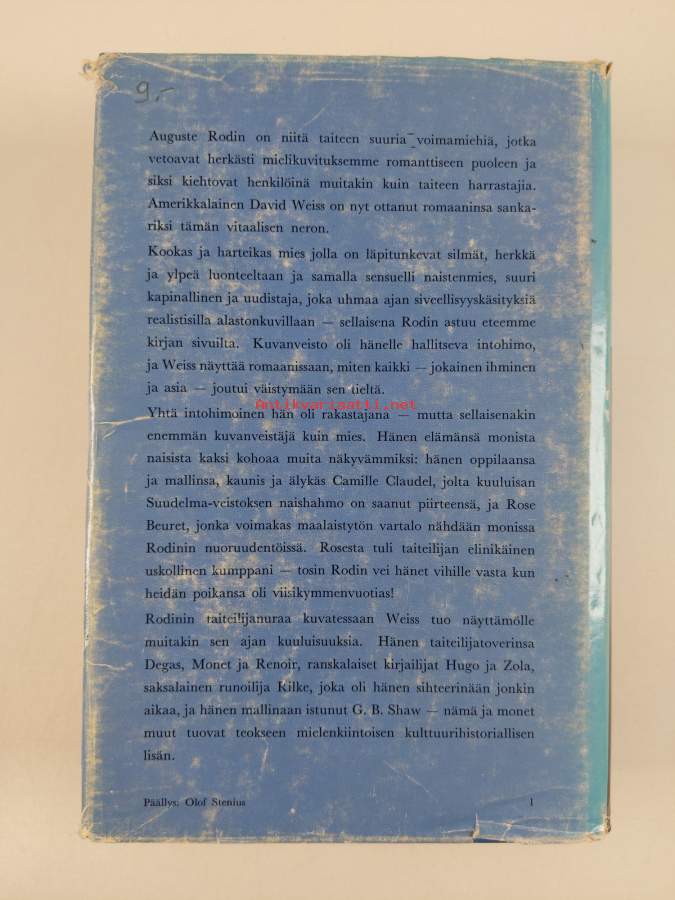 9.-
Auguste Rodin on niitä taiteen suuria voimamiehiä, jotka
vetoavat herkästi mielikuvituksemme romanttiseen puoleen ja
siksi kiehtovat henkilöinä muitakin kuin taiteen harrastajia.
Amerikkalainen David Weiss on nyt ottanut romaaninsa sanka-
riksi tämän vitaalisen neron.
Kookas ja harteikas mies jolla on läpitunkevat silmät, herkkä
ja ylpeä luonteeltaan ja samalla sensuelli naistenmies, suuri
kapinallinen ja uudistaja, joka uhmaa ajan siveellisyyskäsityksiä
realistisilla alastonkuvillaan — sellaisena Rodin astuu eteemme
kirjan sivuilta. Kuvanveisto oli hänelle hallitseva intohimo,
ja Weiss näyttää romaanissaan, miten kaikki — jokainen ihminen
ja asia — joutui väistymään sen tieltä.
Antikvariaatti.net
Yhtä intohimoinen hän oli rakastajana — mutta sellaisenakin
enemmän kuvanveistäjä kuin mies. Hänen elämänsä monista
naisista kaksi kohoaa muita näkyvämmiksi: hänen oppilaansa
ja mallinsa, kaunis ja älykäs Camille Claudel, jolta kuuluisan
Suudelma-veistoksen naishahmo on saanut piirteensä, ja Rose
Beuret, jonka voimakas maalaistytön vartalo nähdään monissa
Rodinin nuoruudentöissä. Rosesta tuli taiteilijan elinikäinen
uskollinen kumppani — tosin Rodin vei hänet vihille vasta kun
heidän poikansa oli viisikymmenvuotias!
Rodinin taiteilijanuraa kuvatessaan Weiss tuo näyttämölle
muitakin sen ajan kuuluisuuksia. Hänen taiteilijatoverinsa
Degas, Monet ja Renoir, ranskalaiset kirjailijat Hugo ja Zola,
saksalainen runoilija Kilke, joka oli hänen sihteerinään jonkin
aikaa, ja hänen mallinaan istunut G. B. Shaw — nämä ja monet
muut tuovat teokseen mielenkiintoisen kulttuurihistoriallisen
lisän.
Päällys: Olof Stenius 1